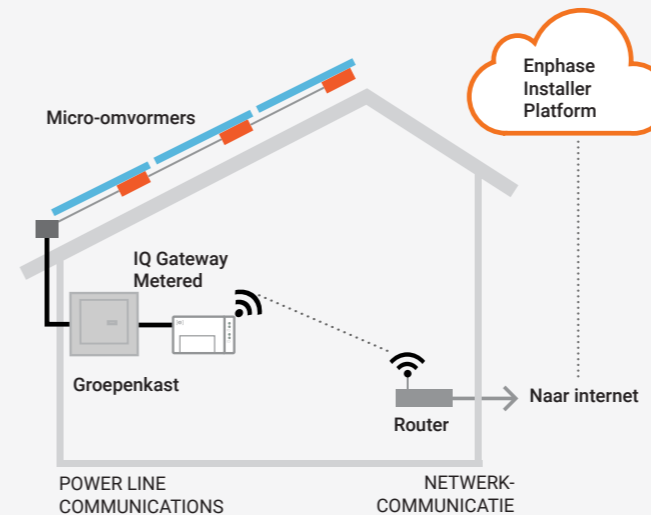 Enphase
Installer
Platform
Micro-omvormers
IQ Gateway
Metered
Groepenkast
Router
Naar internet
POWER LINE
COMMUNICATIONS
NETWERK-
COMMUNICATIE